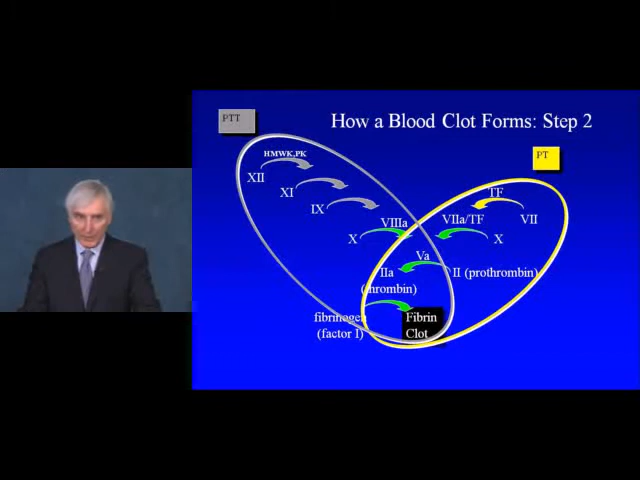 PTT
How a Blood Clot Forms: Step 2
PT
HMWK,PK
XII
TF
XI
IX
VIIa/TF
VII
VIIIa
X
X
Va
IIa
II (prothrombin)
(thrombin)
fibrinogen
Fibrin
(factor I)
Clot